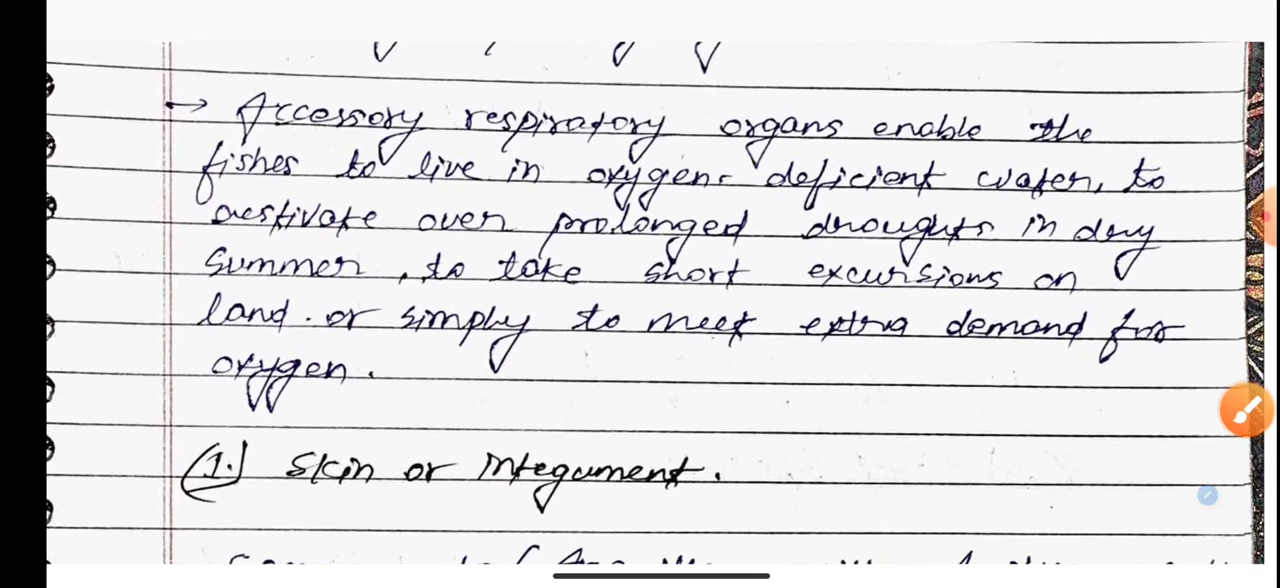 → Accessory respiratory organs enable the
fishes to live in oxygen-deficient water, to
aestivate over prolonged droughts in dry
Summer, to take short excursions on
land. or simply to meet extra demand for
oxygen.
(1.) Skin or Integument.